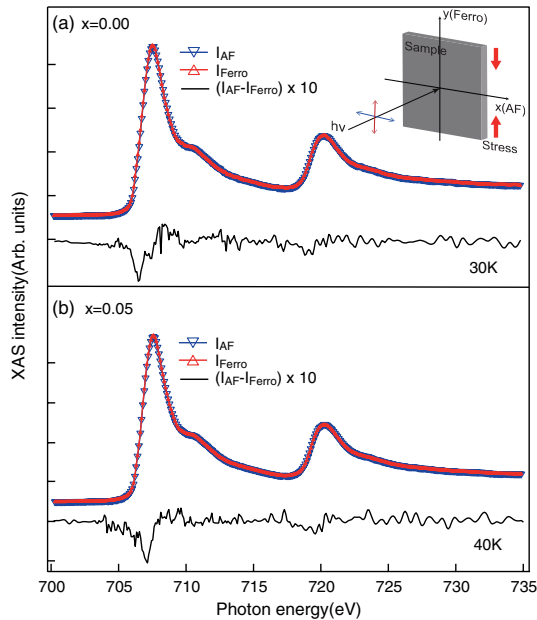 (a) x=0.00
I_AF
I_Ferro
(I_AF-I_Ferro) x 10
y(Ferro)
Sample
x(AF)
hν
Stress
30K
XAS intensity(Arb. units)
(b) x=0.05
I_AF
I_Ferro
(I_AF-I_Ferro) x 10
40K
700 705 710 715 720 725 730 735
Photon energy(eV)